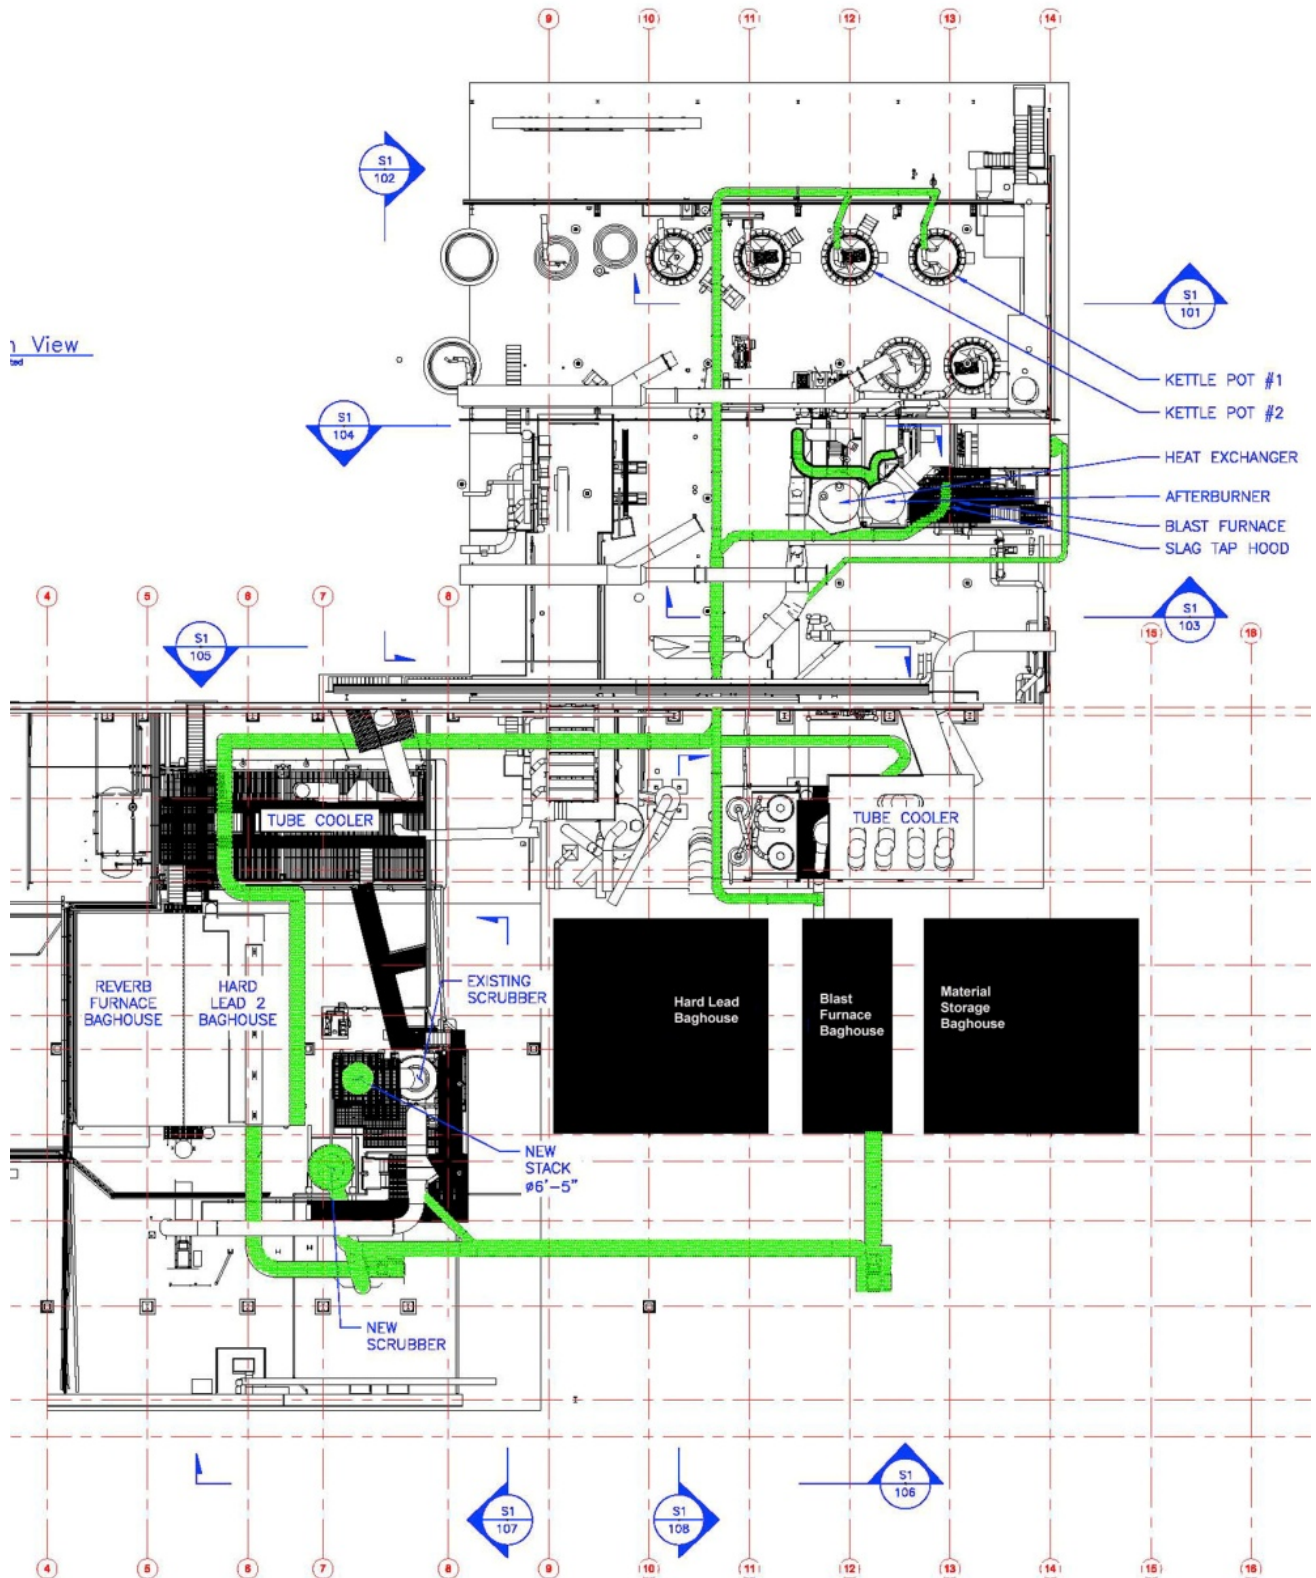 9 10 11 12 13 14
S1
102
S1
101
View
KETTLE POT #1
KETTLE POT #2
S1
104
HEAT EXCHANGER
AFTERBURNER
BLAST FURNACE
SLAG TAP HOOD
4 5 6 7 8
S1
103
S1
105
15 16
TUBE COOLER
TUBE COOLER
REVERB
FURNACE
BAGHOUSE
HARD
LEAD 2
BAGHOUSE
EXISTING
SCRUBBER
Hard Lead
Baghouse
Blast
Furnace
Baghouse
Material
Storage
Baghouse
NEW
STACK
ø6'-5"
NEW
SCRUBBER
S1
106
S1
107
S1
108
4 5 6 7 8 9 10 11 12 13 14 15 16